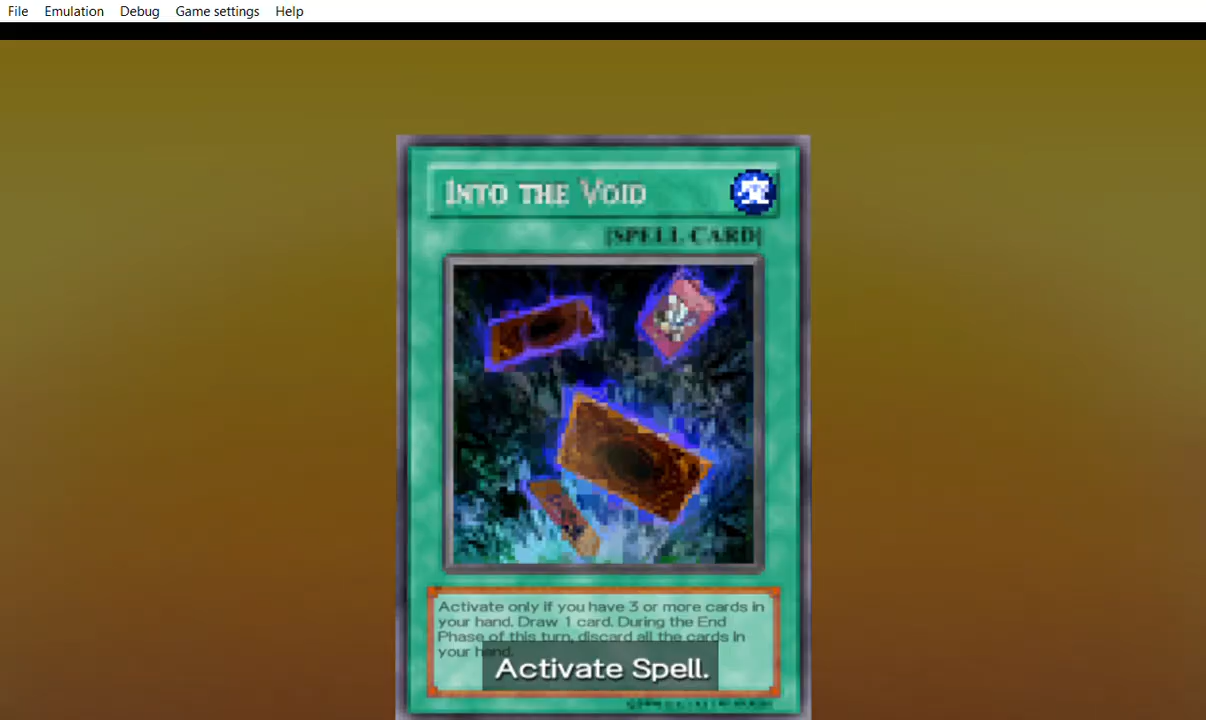 File Emulation Debug Game settings Help
INTO THE VOID
[SPELL CARD]
Activate only if you have 3 or more cards in
your hand. Draw 1 card. During the End
Phase of this turn, discard all the cards in
your hand.
Activate Spell.